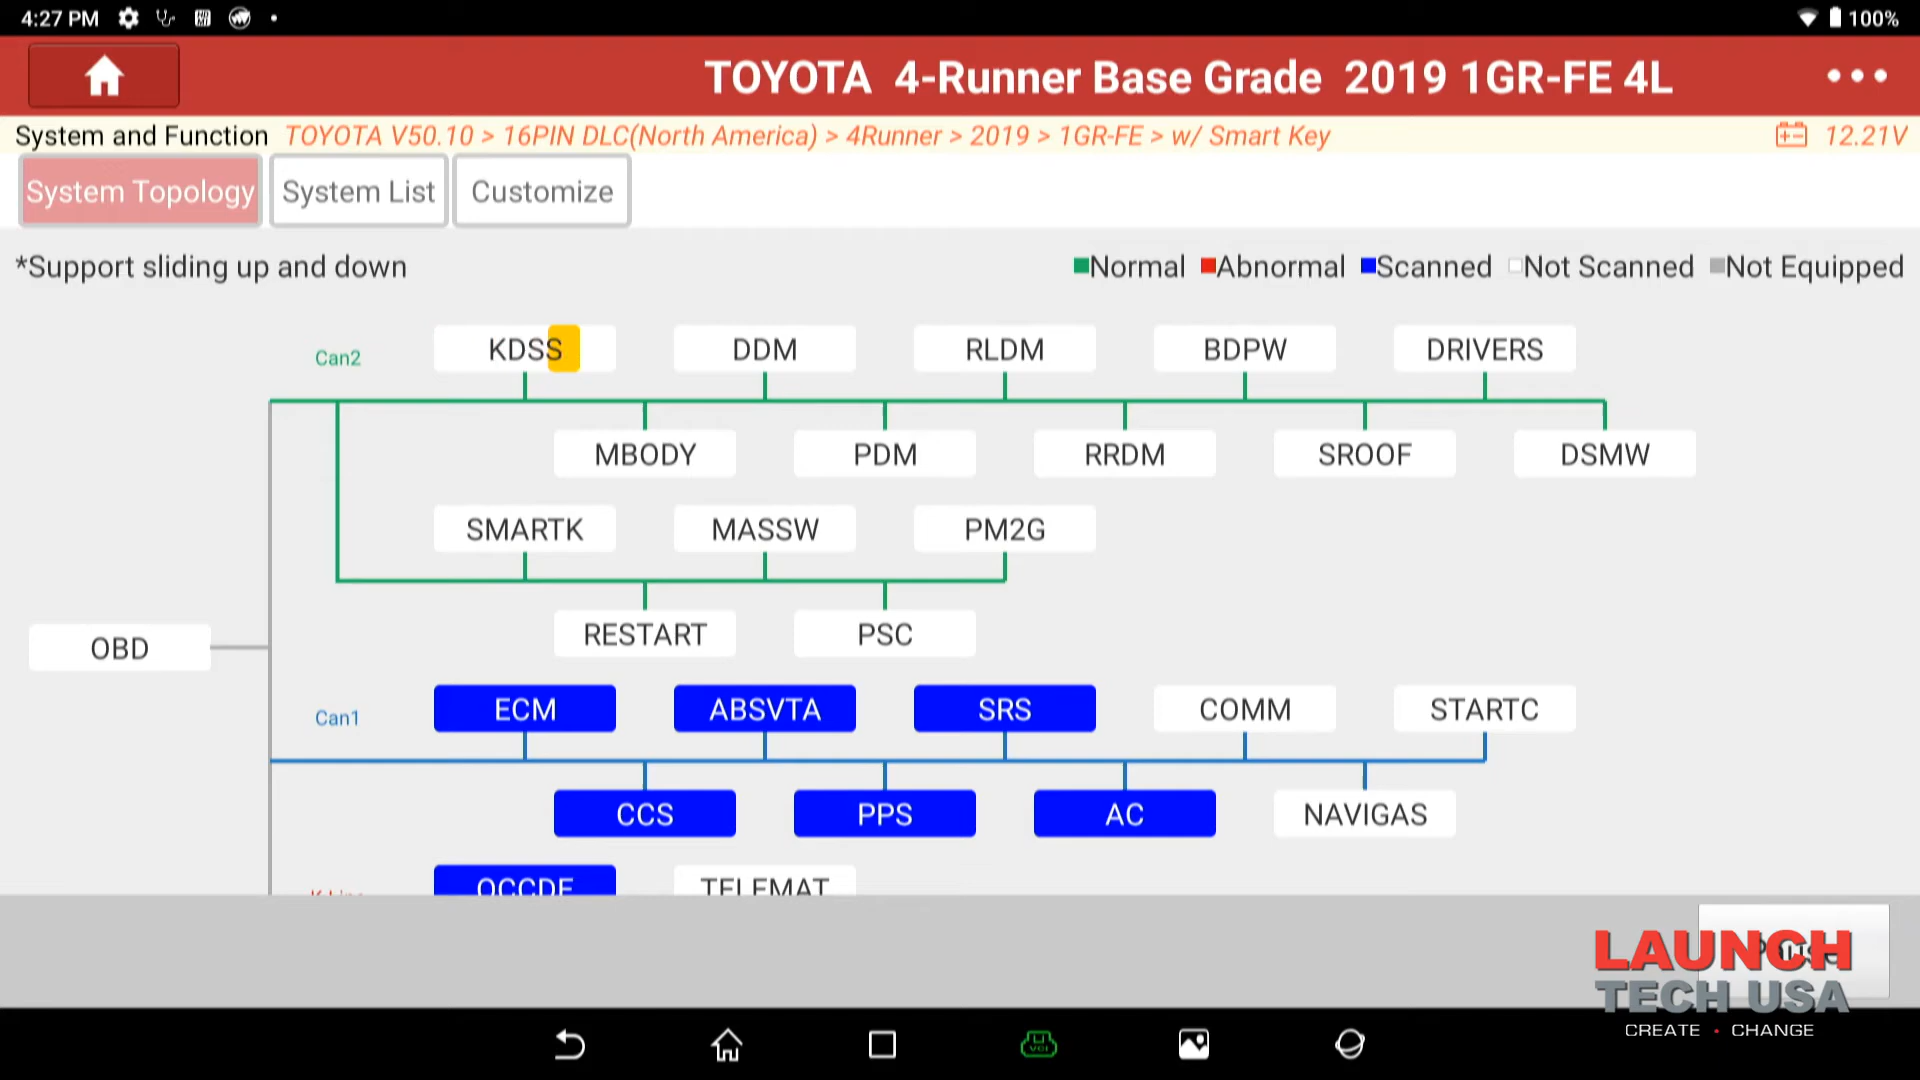 4:27 PM
100%
TOYOTA 4-Runner Base Grade 2019 1GR-FE 4L
System and Function TOYOTA V50.10 > 16PIN DLC(North America) > 4Runner > 2019 > 1GR-FE > w/ Smart Key 12.21V
System Topology System List Customize
*Support sliding up and down
Normal Abnormal Scanned Not Scanned Not Equipped
Can2 KDSS DDM RLDM BDPW DRIVERS
MBODY PDM RRDM SROOF DSMW
SMARTK MASSW PM2G
RESTART PSC
OBD
Can1 ECM ABSVTA SRS COMM STARTC
CCS PPS AC NAVIGAS
OCCDE TELEMAT
LAUNCH
TECH USA
CREATE • CHANGE
VCI